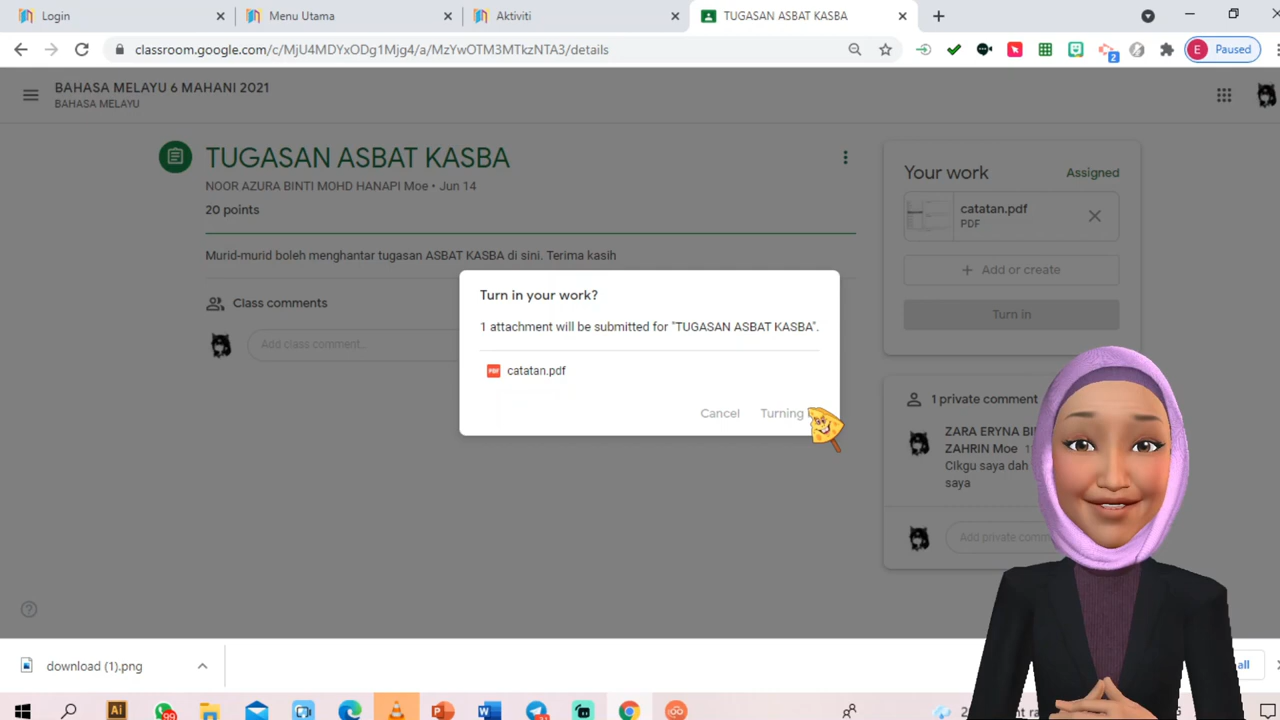 Login
Menu Utama
Aktiviti
TUGASAN ASBAT KASBA
classroom.google.com/c/MjU4MDYxODg1Mjg4/a/MzYwOTM3MTkzNTA3/details
2
E Paused
BAHASA MELAYU 6 MAHANI 2021
BAHASA MELAYU
TUGASAN ASBAT KASBA
NOOR AZURA BINTI MOHD HANAPI Moe • Jun 14
20 points
Murid-murid boleh menghantar tugasan ASBAT KASBA di sini. Terima kasih
Class comments
Add class comment…
Your work Assigned
catatan.pdf
PDF
Add or create
Turn in
Turn in your work?
1 attachment will be submitted for "TUGASAN ASBAT KASBA".
PDF catatan.pdf
Cancel Turning
1 private comment
ZARA ERYNA
ZAHRIN Moe
Cikgu saya dah
saya
Add private
download (1).png
Ai
99